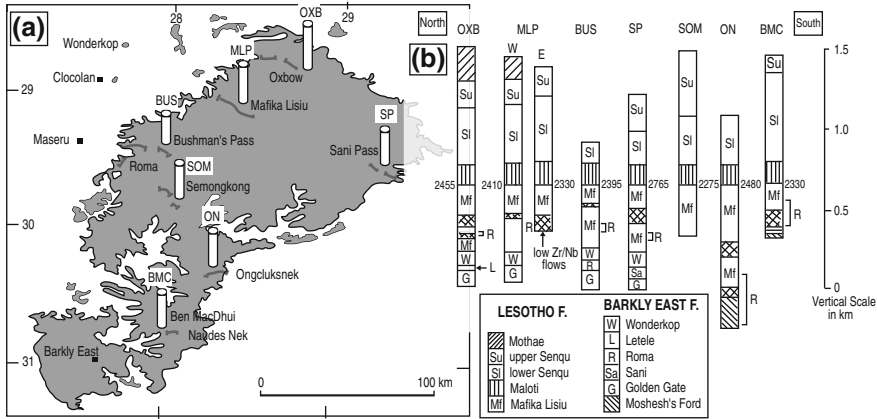 (a)
28
29
OXB
Wonderkop
MLP
Oxbow
29
Clocolan
Mafika Lisiu
BUS
SP
Maseru
Bushman's Pass
Sani Pass
Roma
SOM
Semongkong
30
ON
Ongcluksnek
BMC
Ben MacDhui
Naudes Nek
Barkly East
31
0
100 km
(b)
North
OXB
MLP
BUS
SP
SOM
ON
BMC
South
W
E
Su
Su
Su
Su
Su
Su
Sl
Sl
Sl
Sl
Sl
Sl
Sl
Sl
2455
2410
2330
2395
2765
2275
2480
2330
Mf
Mf
Mf
Mf
Mf
Mf
Mf
Mf
Mf
Mf
Mf
Mf
R
R
R
R
R
R
W
W
W
W
L
R
Sa
G
G
G
G
low Zr/Nb
flows
1.5
1.0
0.5
0
Vertical Scale
in km
LESOTHO F.
Mothae
Su upper Senqu
Sl lower Senqu
Maloti
Mf Mafika Lisiu
BARKLY EAST F.
W Wonderkop
L Letele
R Roma
Sa Sani
G Golden Gate
Moshesh's Ford